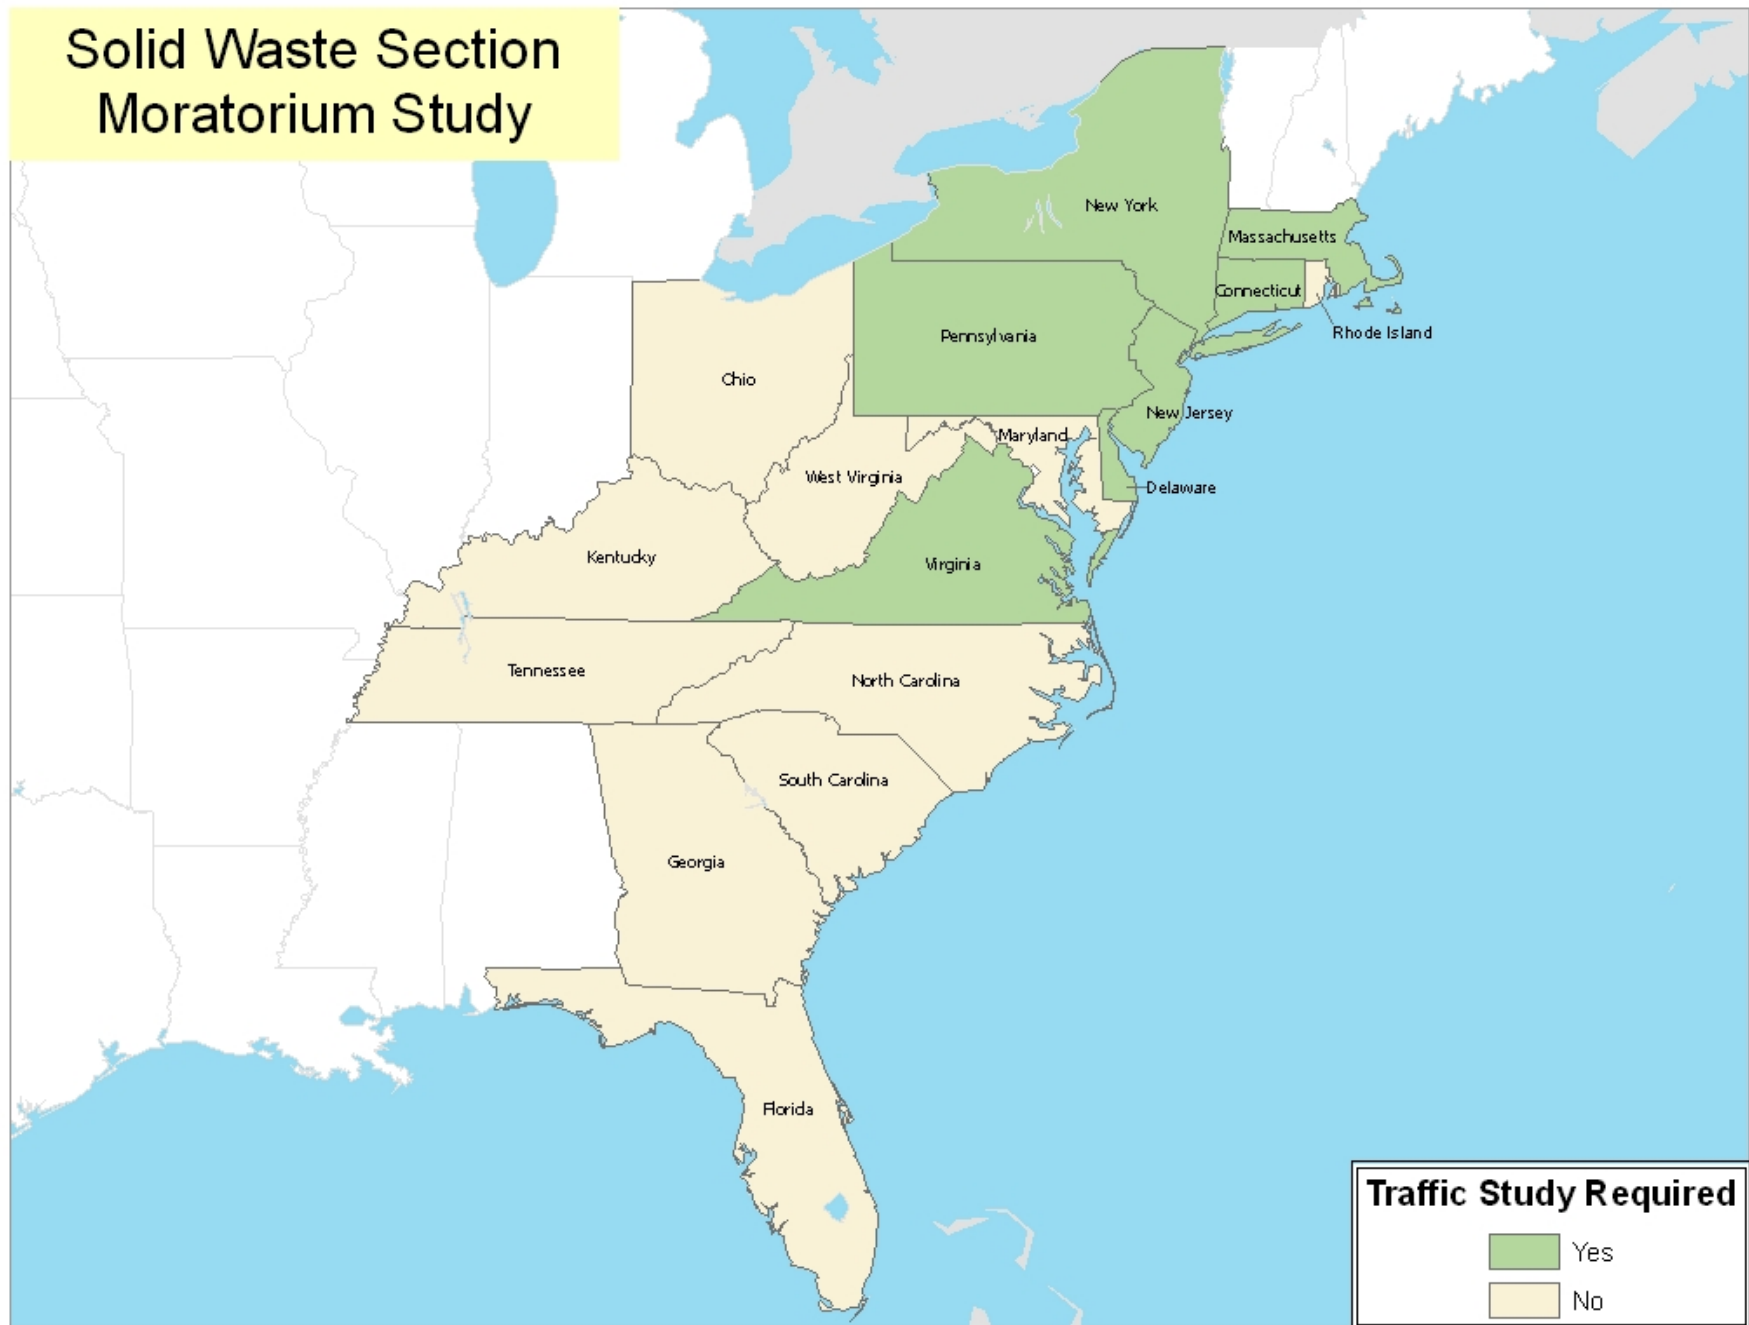 Solid Waste Section
Moratorium Study
New York
Massachusetts
Connecticut
Rhode Island
Pennsylvania
Ohio
New Jersey
Maryland
West Virginia
Delaware
Kentucky
Virginia
Tennessee
North Carolina
South Carolina
Georgia
Florida
Traffic Study Required
Yes
No